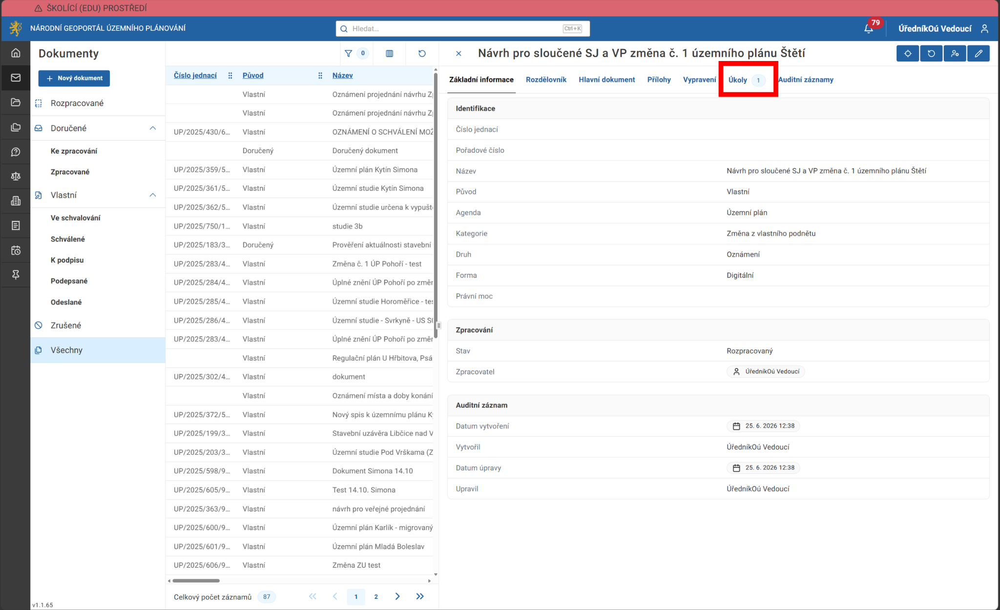 ŠKOLÍCÍ (EDU) PROSTŘEDÍ
NÁRODNÍ GEOPORTÁL ÚZEMNÍHO PLÁNOVÁNÍ
Hledat...
Ctrl+K
79
ÚředníkOú Vedoucí
Dokumenty
Nový dokument
Rozpracované
Doručené
Ke zpracování
Zpracované
Vlastní
Ve schvalování
Schválené
K podpisu
Podepsané
Odeslané
Zrušené
Všechny
v1.1.65
0
Číslo jednací Původ Název
Vlastní Oznámení projednání návrhu Z
Vlastní Oznámení projednání návrhu Z
UP/2025/430/6... Vlastní OZNÁMENÍ O SCHVÁLENÍ MOŽ
Doručený Doručený dokument
UP/2025/359/5... Vlastní Územní plán Kytín Simona
UP/2025/361/5... Vlastní Územní studie Kytín Simona
UP/2025/362/5... Vlastní Územní studie určena k vypušt
UP/2025/750/1... Vlastní studie 3b
UP/2025/183/3... Doručený Prověření aktuálnosti stavební
UP/2025/283/4... Vlastní Změna č. 1 ÚP Pohoří - test
UP/2025/284/4... Vlastní Úplné znění ÚP Pohoří po změ
UP/2025/285/4... Vlastní Územní studie Horoměřice - te
UP/2025/286/4... Vlastní Územní studie - Svrkyně - US S
UP/2025/283/4... Vlastní Úplné znění ÚP Pohoří po změ
Vlastní Regulační plán U Hřbitova, Psá
UP/2025/302/4... Vlastní dokument
Vlastní Oznámení místa a doby konání
UP/2025/372/5... Vlastní Nový spis k územnímu plánu K
UP/2025/199/3... Vlastní Stavební uzávěra Libčice nad V
UP/2025/203/3... Vlastní Územní studie Pod Vrškama (Z
UP/2025/598/9... Vlastní Dokument Simona 14.10
UP/2025/605/9... Vlastní Test 14.10. Simona
UP/2025/363/9... Vlastní návrh pro veřejné projednání
UP/2025/600/9... Vlastní Územní plán Karlík - migrovaný
UP/2025/601/9... Vlastní Územní plán Mladá Boleslav
UP/2025/606/9... Vlastní Změna ZU test
Celkový počet záznamů 87
1 2
Návrh pro sloučené SJ a VP změna č. 1 územního plánu Štětí
Základní informace Rozdělovník Hlavní dokument Přílohy Vypravení Úkoly 1 Auditní záznamy
Identifikace
Číslo jednací
Pořadové číslo
Název Návrh pro sloučené SJ a VP změna č. 1 územního plánu Štětí
Původ Vlastní
Agenda Územní plán
Kategorie Změna z vlastního podnětu
Druh Oznámení
Forma Digitální
Právní moc
Zpracování
Stav Rozpracovaný
Zpracovatel ÚředníkOú Vedoucí
Auditní záznam
Datum vytvoření 25. 6. 2026 12:38
Vytvořil ÚředníkOú Vedoucí
Datum úpravy 25. 6. 2026 12:38
Upravil ÚředníkOú Vedoucí